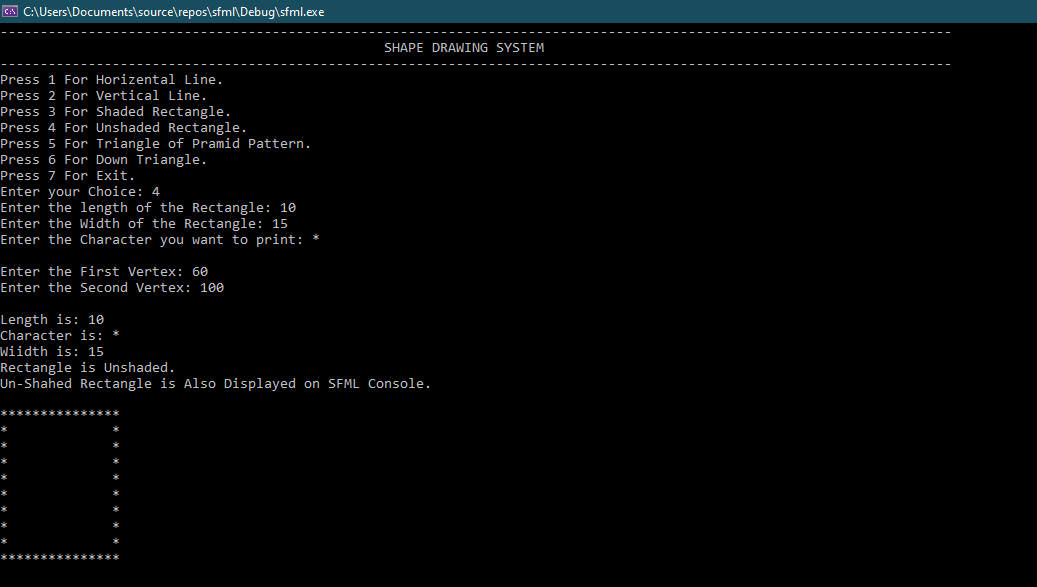 C:\Users\Documents\source\repos\sfml\Debug\sfml.exe
-----------------------------------------------------------------------------------------------------------------------
SHAPE DRAWING SYSTEM
-----------------------------------------------------------------------------------------------------------------------
Press 1 For Horizental Line.
Press 2 For Vertical Line.
Press 3 For Shaded Rectangle.
Press 4 For Unshaded Rectangle.
Press 5 For Triangle of Pramid Pattern.
Press 6 For Down Triangle.
Press 7 For Exit.
Enter your Choice: 4
Enter the length of the Rectangle: 10
Enter the Width of the Rectangle: 15
Enter the Character you want to print: *
Enter the First Vertex: 60
Enter the Second Vertex: 100
Length is: 10
Character is: *
Wiidth is: 15
Rectangle is Unshaded.
Un-Shahed Rectangle is Also Displayed on SFML Console.
***************
*             *
*             *
*             *
*             *
*             *
*             *
*             *
*             *
***************